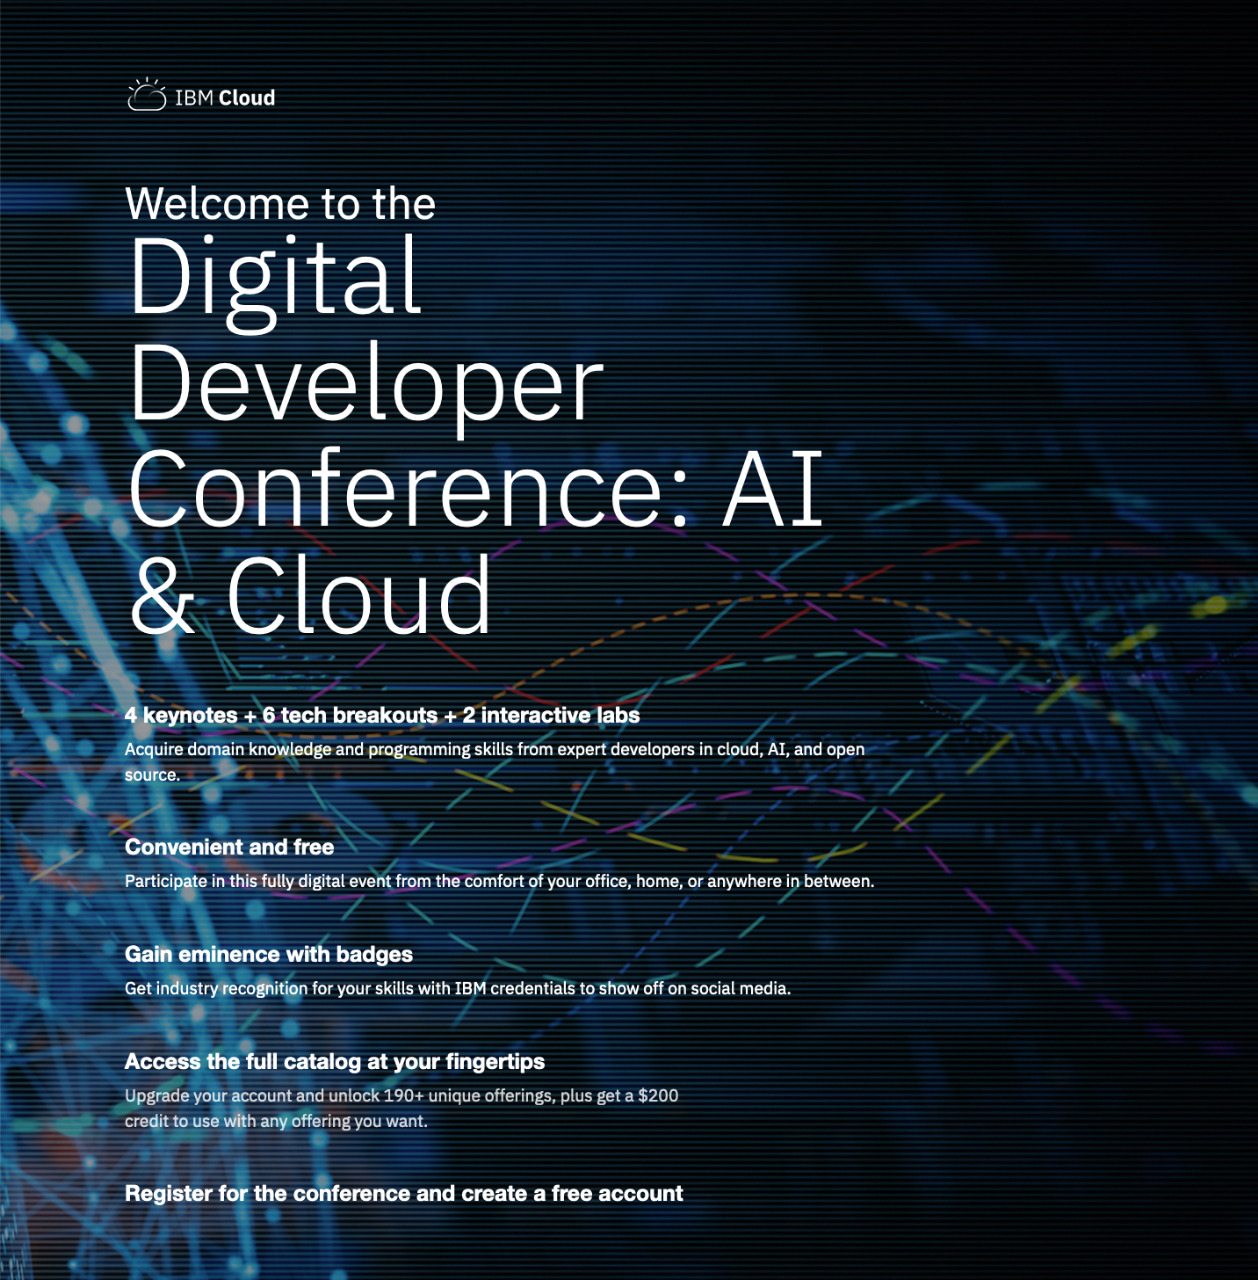 IBM Cloud
Welcome to the
Digital
Developer
Conference: AI
& Cloud
4 keynotes + 6 tech breakouts + 2 interactive labs
Acquire domain knowledge and programming skills from expert developers in cloud, AI, and open
source.
Convenient and free
Participate in this fully digital event from the comfort of your office, home, or anywhere in between.
Gain eminence with badges
Get industry recognition for your skills with IBM credentials to show off on social media.
Access the full catalog at your fingertips
Upgrade your account and unlock 190+ unique offerings, plus get a $200
credit to use with any offering you want.
Register for the conference and create a free account